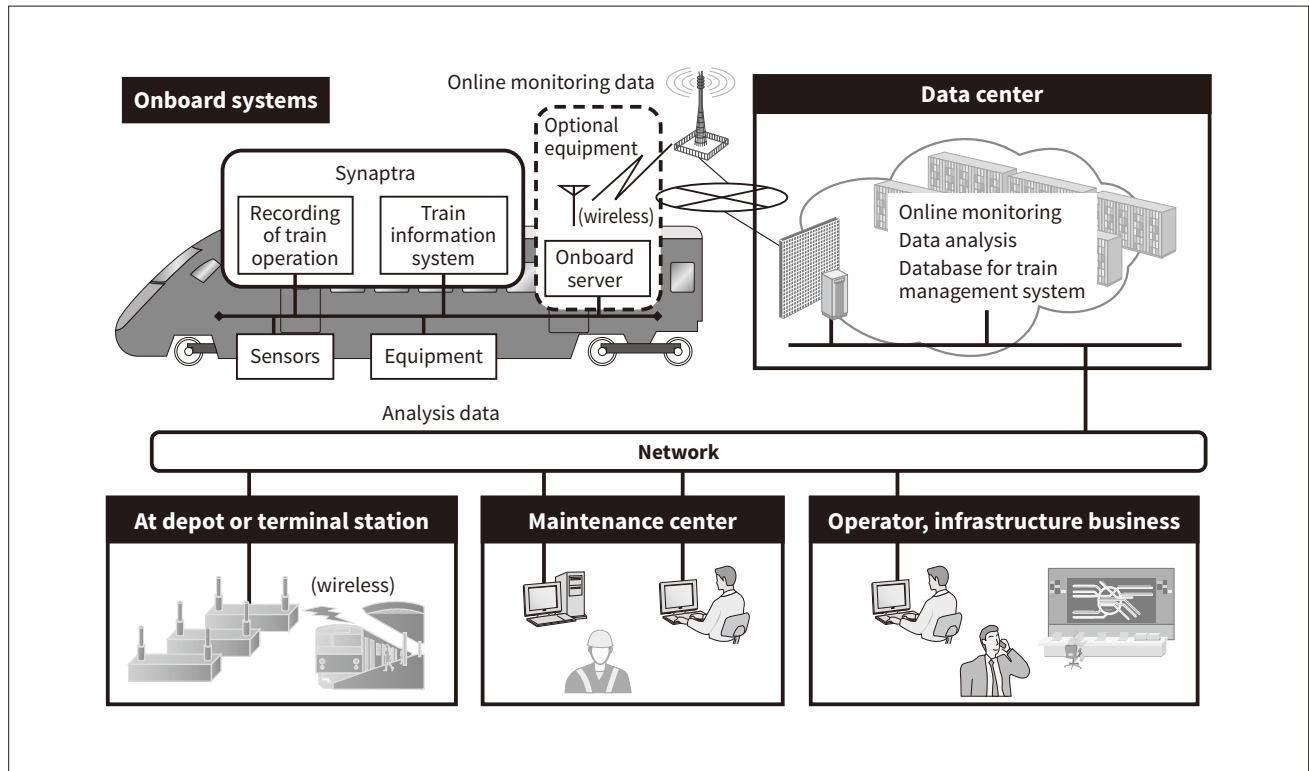 Onboard systems
Online monitoring data
Optional
equipment
(wireless)
Synaptra
Recording
of train
operation
Train
information
system
Onboard
server
Sensors
Equipment
Data center
Online monitoring
Data analysis
Database for train
management system
Analysis data
Network
At depot or terminal station
(wireless)
Maintenance center
Operator, infrastructure business